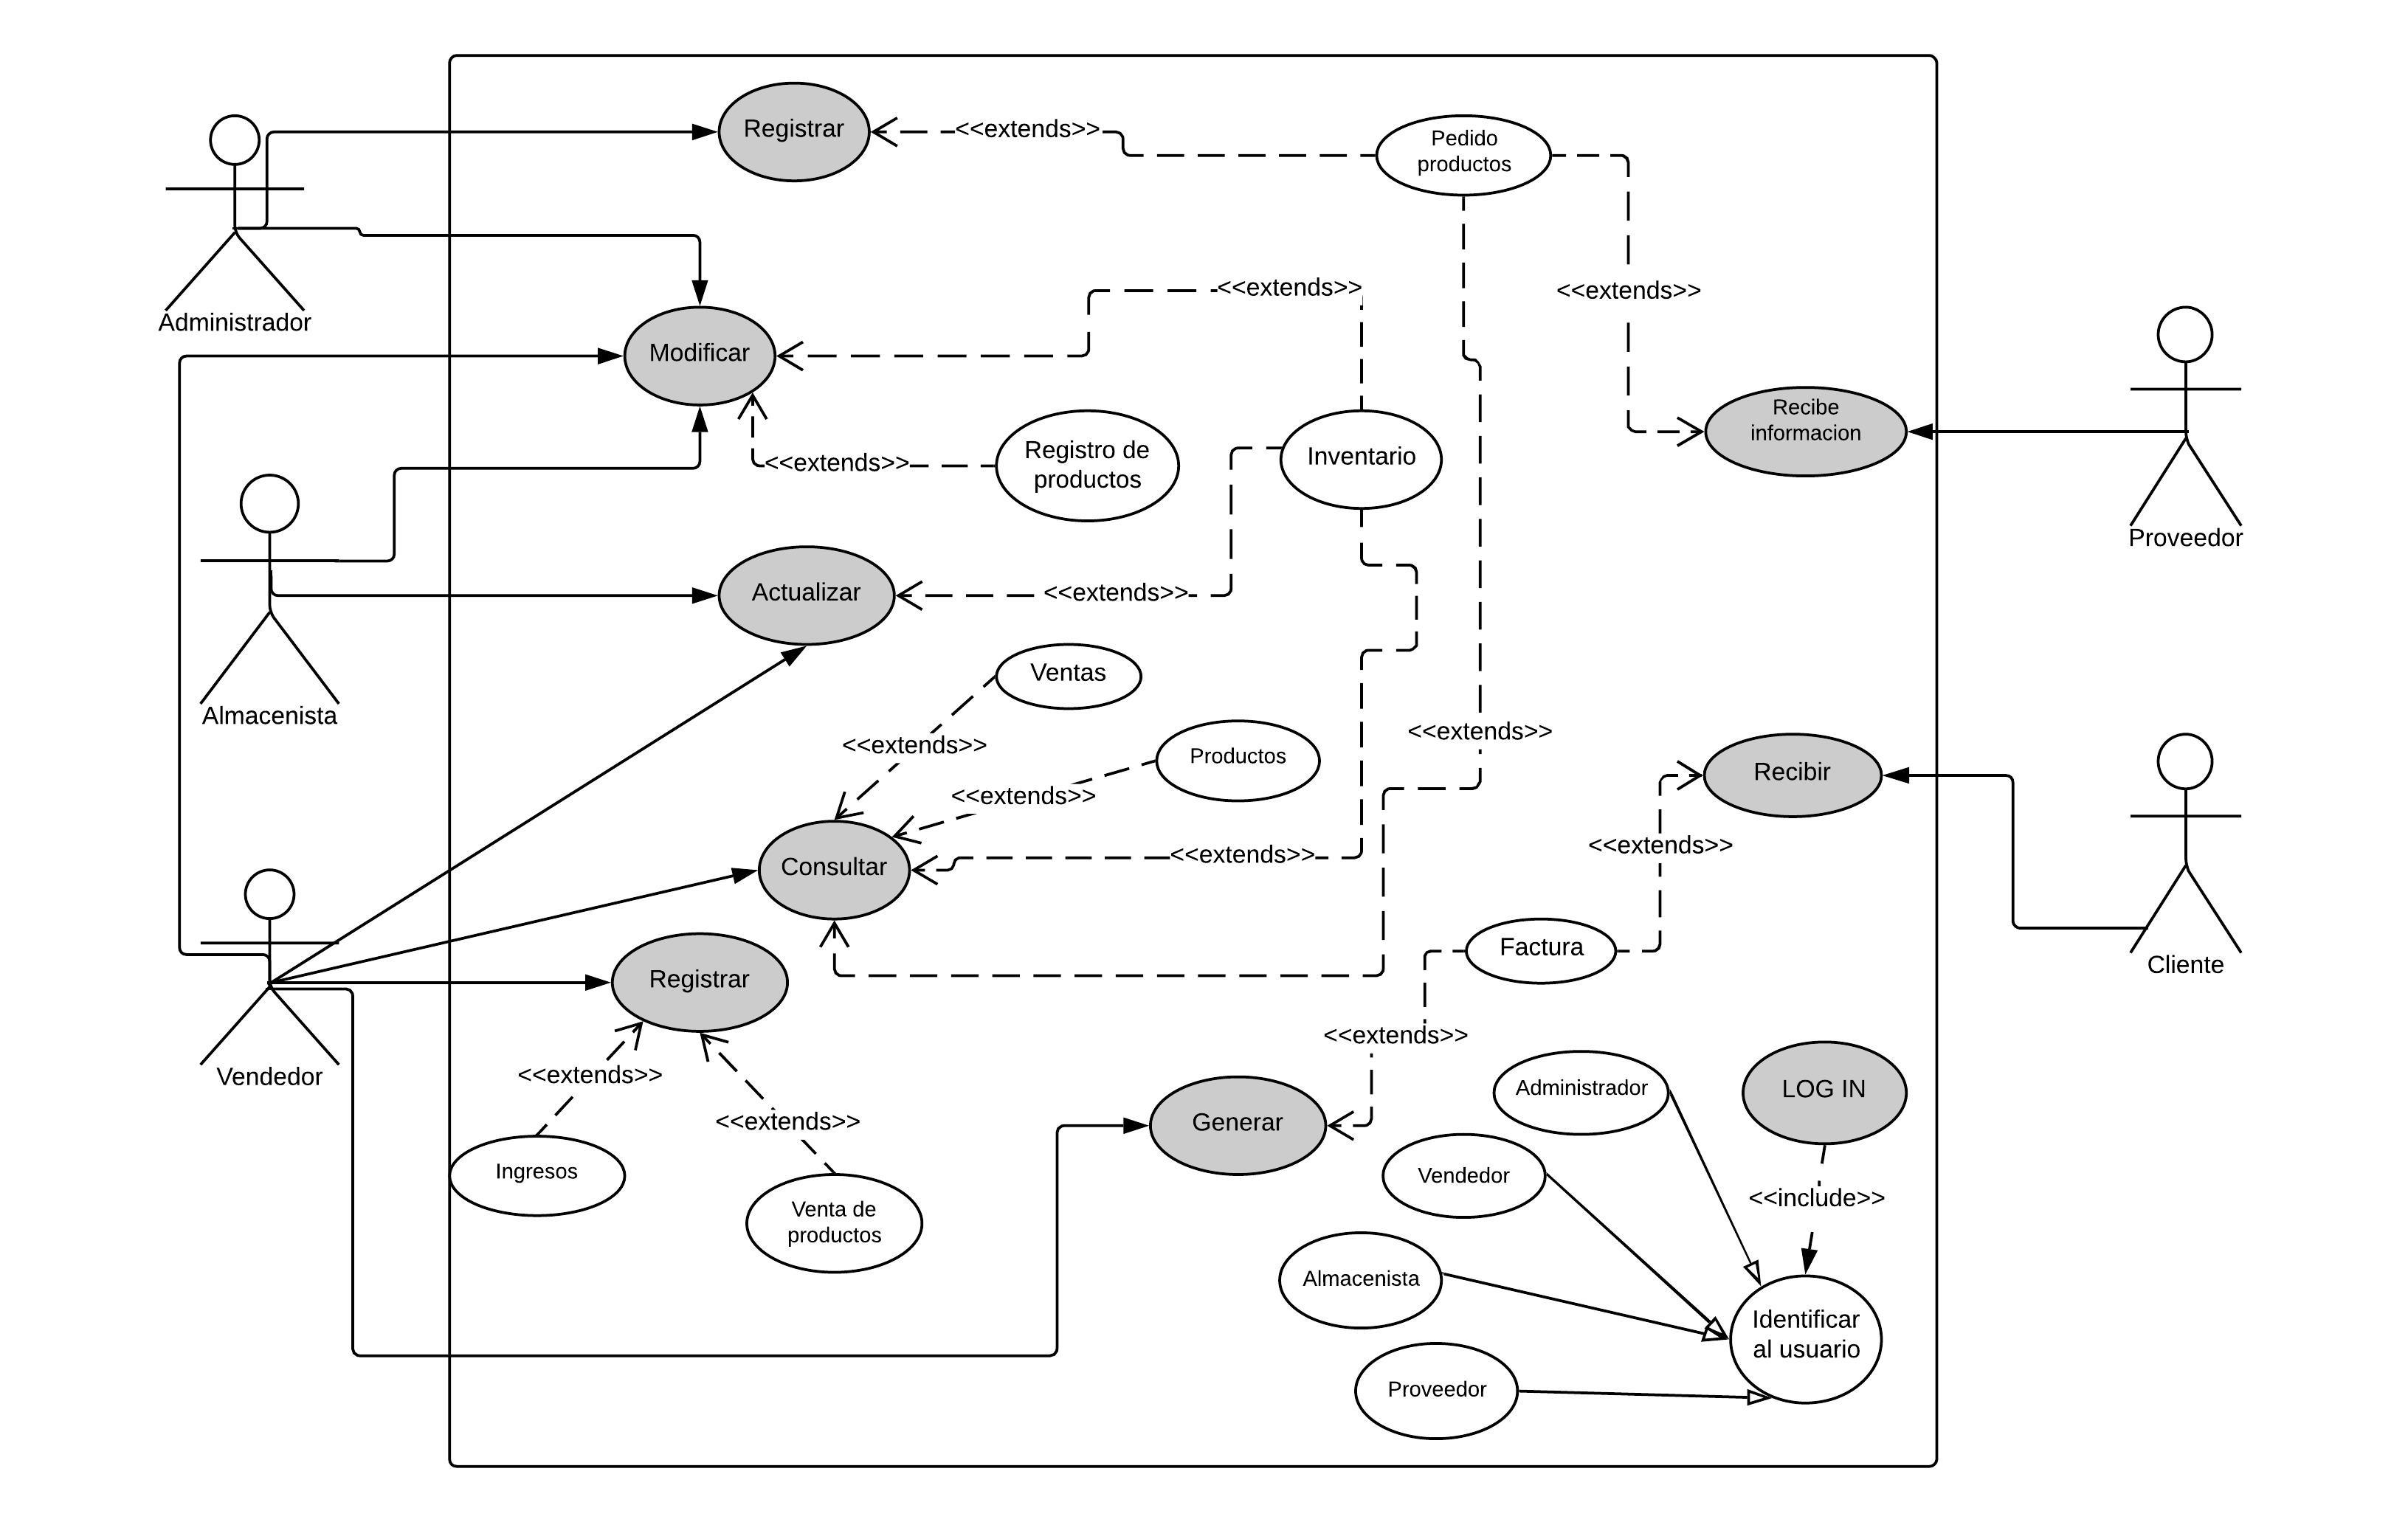 Registrar
<<extends>>
Pedido
productos
<<extends>>
<<extends>>
Administrador
Modificar
Recibe
informacion
<<extends>>
Registro de
productos
Inventario
Proveedor
Actualizar
<<extends>>
Ventas
Almacenista
<<extends>>
<<extends>>
Productos
<<extends>>
Recibir
Consultar
<<extends>>
<<extends>>
Factura
Cliente
Registrar
<<extends>>
Vendedor
<<extends>>
<<extends>>
Generar
Administrador
LOG IN
Ingresos
Vendedor
<<include>>
Venta de
productos
Almacenista
Identificar
al usuario
Proveedor